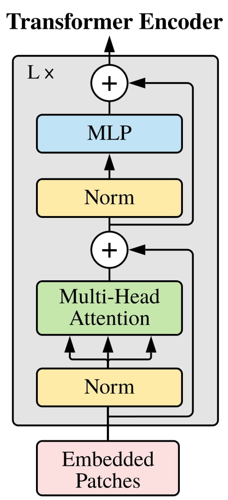 Transformer Encoder
L ×
+
MLP
Norm
+
Multi-Head
Attention
Norm
Embedded
Patches